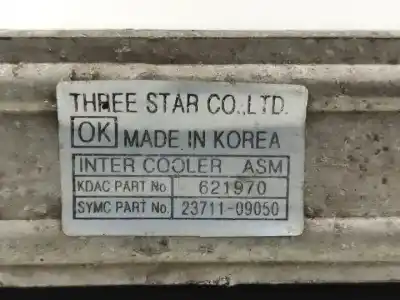 THREE STAR CO.,LTD.
OK MADE IN KOREA
INTER COOLER ASM
KDAC PART No. 621970
SYMC PART No. 23711-09050